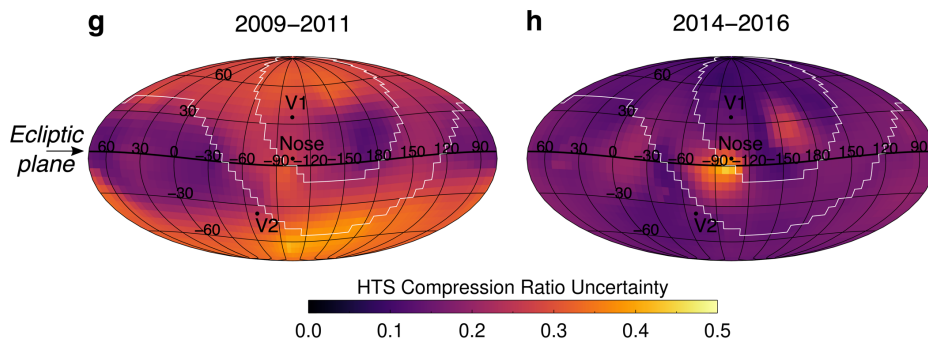 g 2009−2011 h 2014−2016
60 60
30 V1 30 V1
Ecliptic plane
Nose Nose
60 30 0 −30 −60 −90 −120 −150 180 150 120 90 60 30 0 −30 −60 −90 −120 −150 180 150 120 90
−30 −30
V2 V2
−60 −60
HTS Compression Ratio Uncertainty
0.0 0.1 0.2 0.3 0.4 0.5